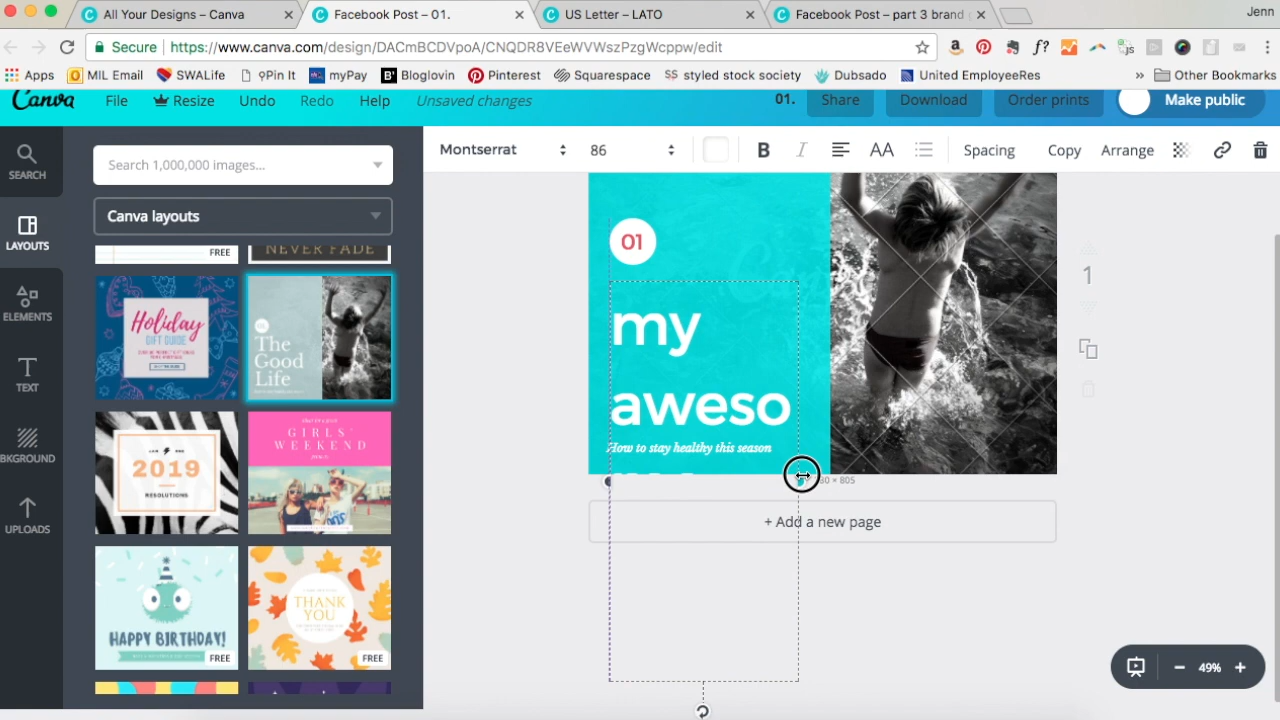 All Your Designs – Canva
Facebook Post – 01.
US Letter – LATO
Facebook Post – part 3 brand
Jenn
Secure
https://www.canva.com/design/DACmBCDVpoA/CNQDR8VEeWVWszPzgWcppw/edit
Apps
MIL Email
SWALife
Pin It
myPay
Bloglovin
Pinterest
Squarespace
styled stock society
Dubsado
United EmployeeRes
»
Other Bookmarks
Canva
File
Resize
Undo
Redo
Help
Unsaved changes
01.
Share
Download
Order prints
Make public
SEARCH
LAYOUTS
ELEMENTS
TEXT
BKGROUND
UPLOADS
Search 1,000,000 images...
Canva layouts
FREE
NEVER FADE
Holiday
GIFT GUIDE
The
Good
Life
2019
RESOLUTIONS
GIRLS'
WEEKEND
HAPPY BIRTHDAY!
FREE
THANK
YOU
FREE
Montserrat
86
B
I
AA
Spacing
Copy
Arrange
01
my
aweso
How to stay healthy this season
1
+ Add a new page
49%